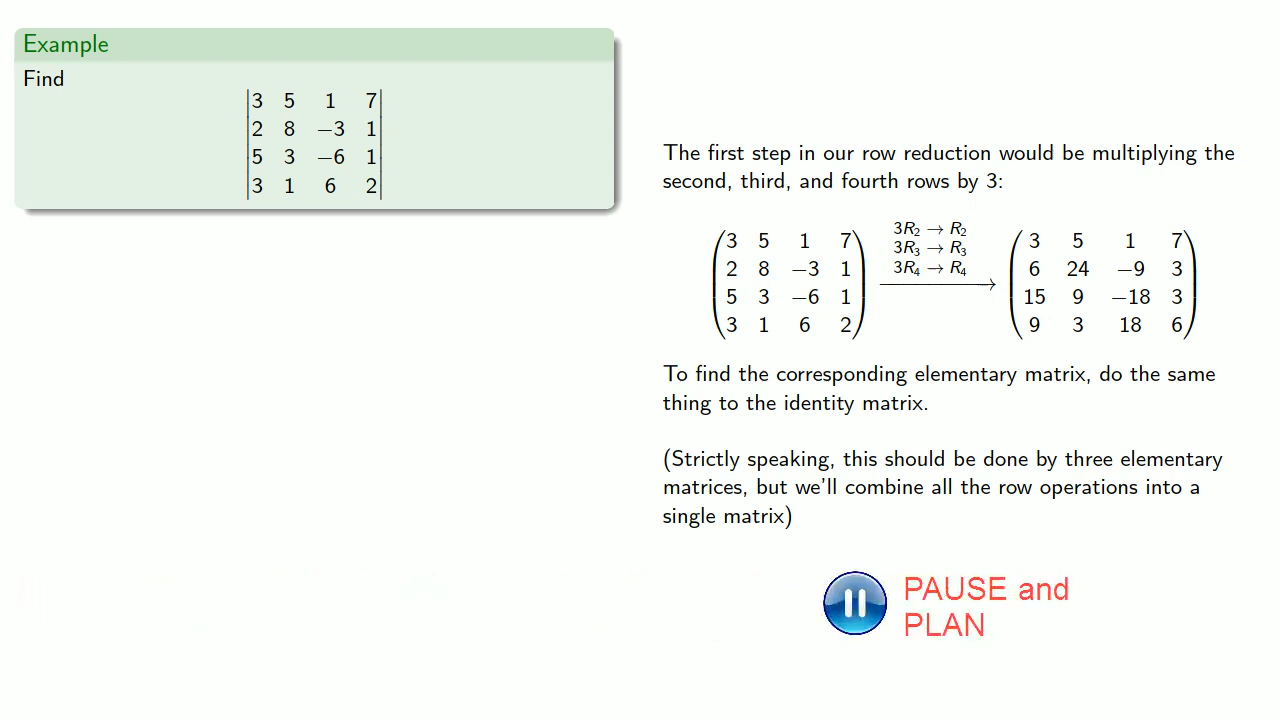 Example
Find
|3 5 1 7|
|2 8 −3 1|
|5 3 −6 1|
|3 1 6 2|
The first step in our row reduction would be multiplying the
second, third, and fourth rows by 3:
3R₂ → R₂
3R₃ → R₃
3R₄ → R₄
(3 5 1 7) (3 5 1 7)
(2 8 −3 1) (6 24 −9 3)
(5 3 −6 1) (15 9 −18 3)
(3 1 6 2) (9 3 18 6)
To find the corresponding elementary matrix, do the same
thing to the identity matrix.
(Strictly speaking, this should be done by three elementary
matrices, but we'll combine all the row operations into a
single matrix)
PAUSE and
PLAN